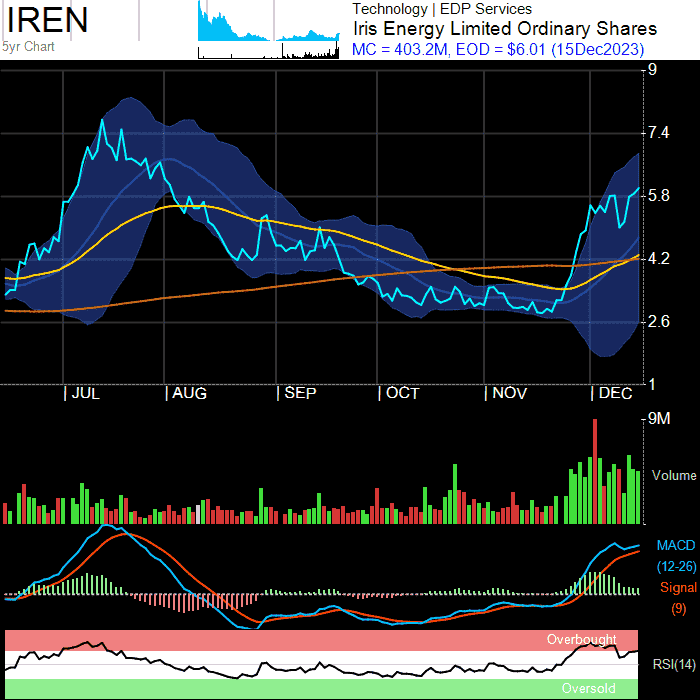 IREN
5yr Chart
Technology | EDP Services
Iris Energy Limited Ordinary Shares
MC = 403.2M, EOD = $6.01 (15Dec2023)
9
7.4
5.8
4.2
2.6
1
| JUL | AUG | SEP | OCT | NOV | DEC
9M
Volume
MACD
(12-26)
Signal
(9)
Overbought
RSI(14)
Oversold